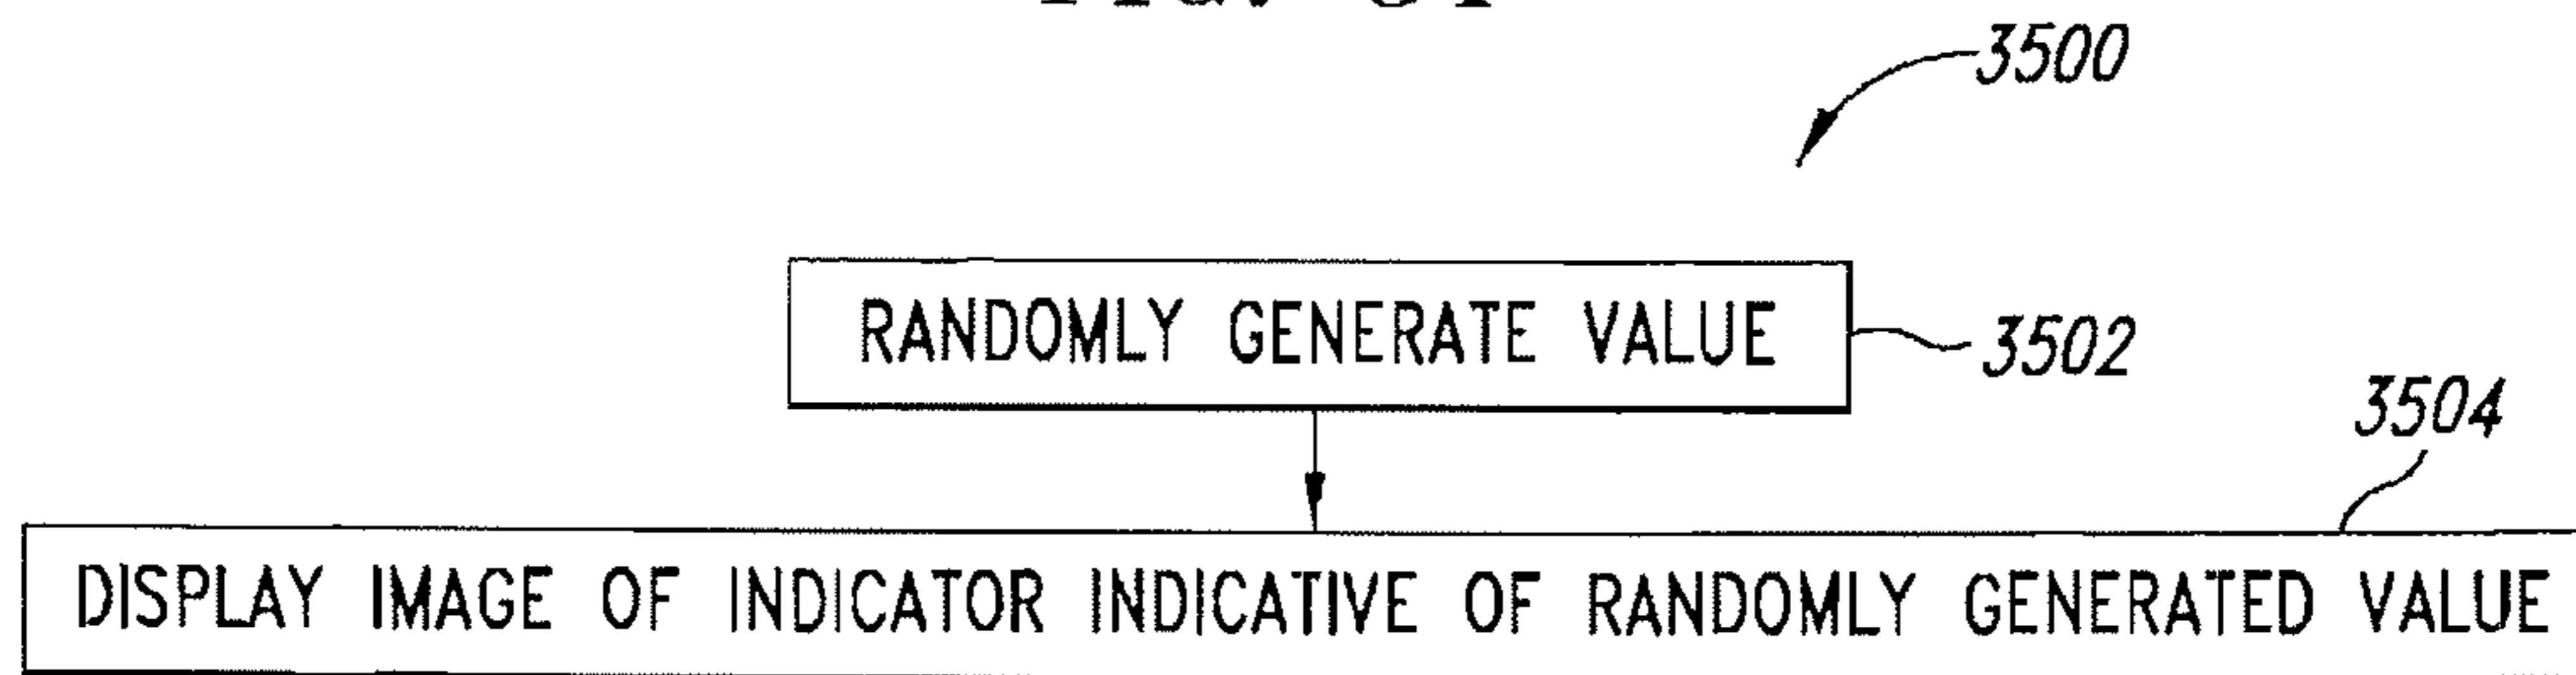 3500
RANDOMLY GENERATE VALUE
3502
3504
DISPLAY IMAGE OF INDICATOR INDICATIVE OF RANDOMLY GENERATED VALUE